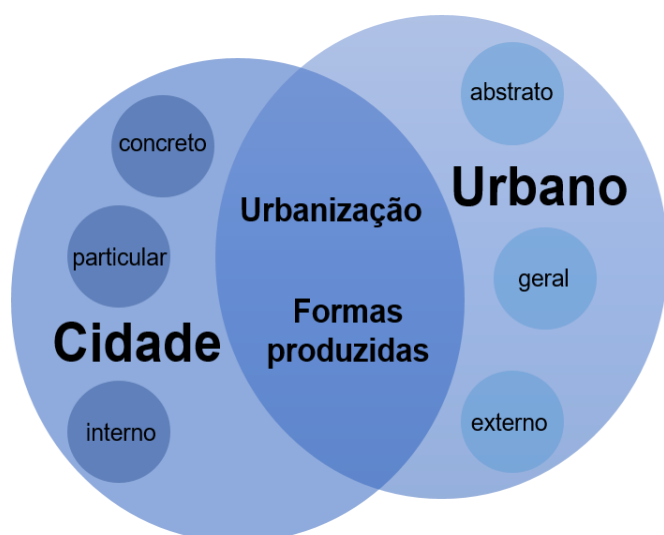 concreto
particular
Cidade
interno
Urbanização
Formas
produzidas
abstrato
Urbano
geral
externo